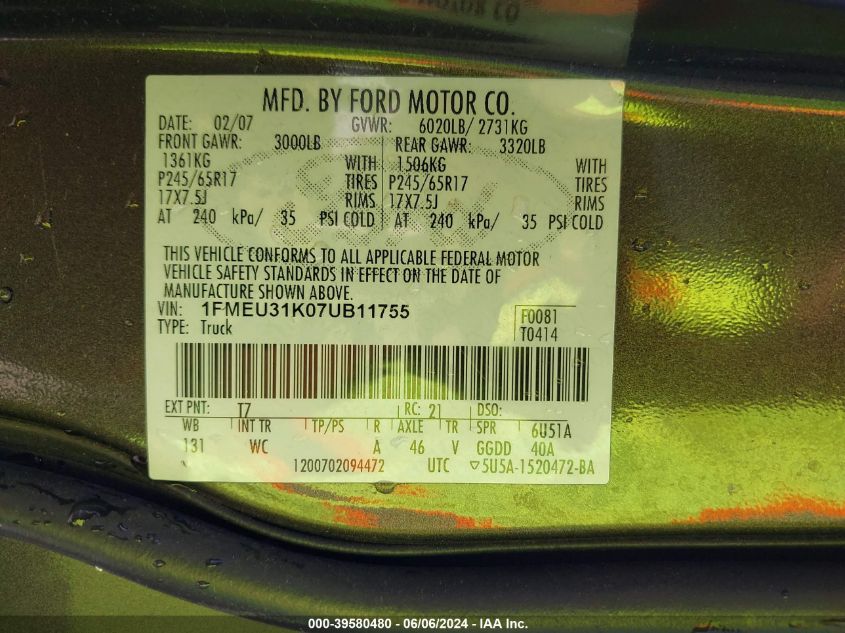 MFD. BY FORD MOTOR CO.
DATE: 02/07 GVWR: 6020LB/ 2731KG
FRONT GAWR: 3000LB REAR GAWR: 3320LB
1361KG WITH 1506KG WITH
P245/65R17 TIRES P245/65R17 TIRES
17X7.5J RIMS 17X7.5J RIMS
AT 240 kPa/ 35 PSI COLD AT 240 kPa/ 35 PSI COLD
THIS VEHICLE CONFORMS TO ALL APPLICABLE FEDERAL MOTOR
VEHICLE SAFETY STANDARDS IN EFFECT ON THE DATE OF
MANUFACTURE SHOWN ABOVE.
VIN: 1FMEU31K07UB11755 F0081
TYPE: Truck T0414
EXT PNT: T7 RC: 21 DSO:
WB INT TR TP/PS R AXLE TR SPR 6U51A
131 WC A 46 V GGDD 40A
1200702094472 UTC ▽5U5A-1520472-BA
000-39580480 - 06/06/2024 - IAA Inc.